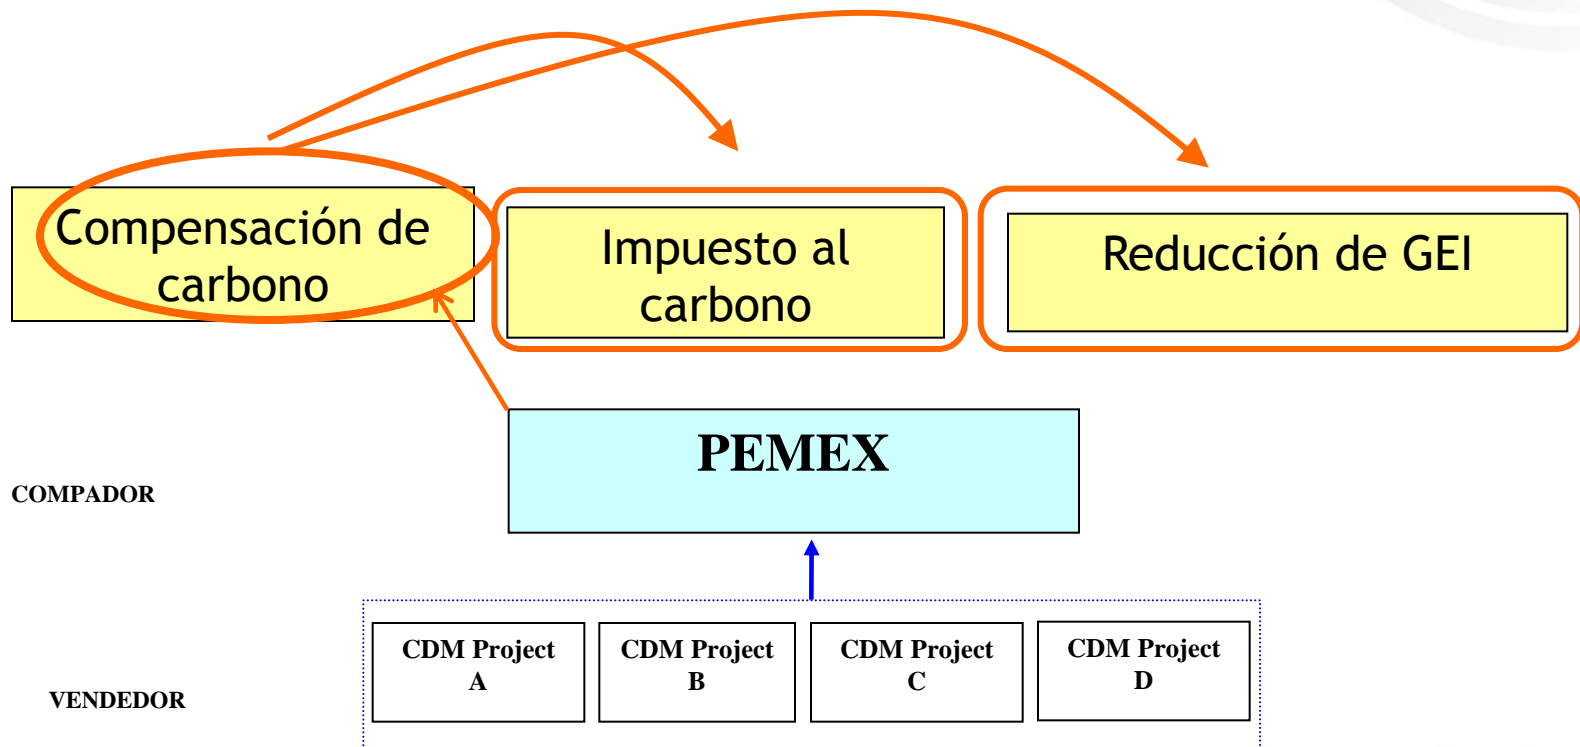 Compensación de
carbono
Impuesto al
carbono
Reducción de GEI
PEMEX
COMPADOR
CDM Project
A
CDM Project
B
CDM Project
C
CDM Project
D
VENDEDOR